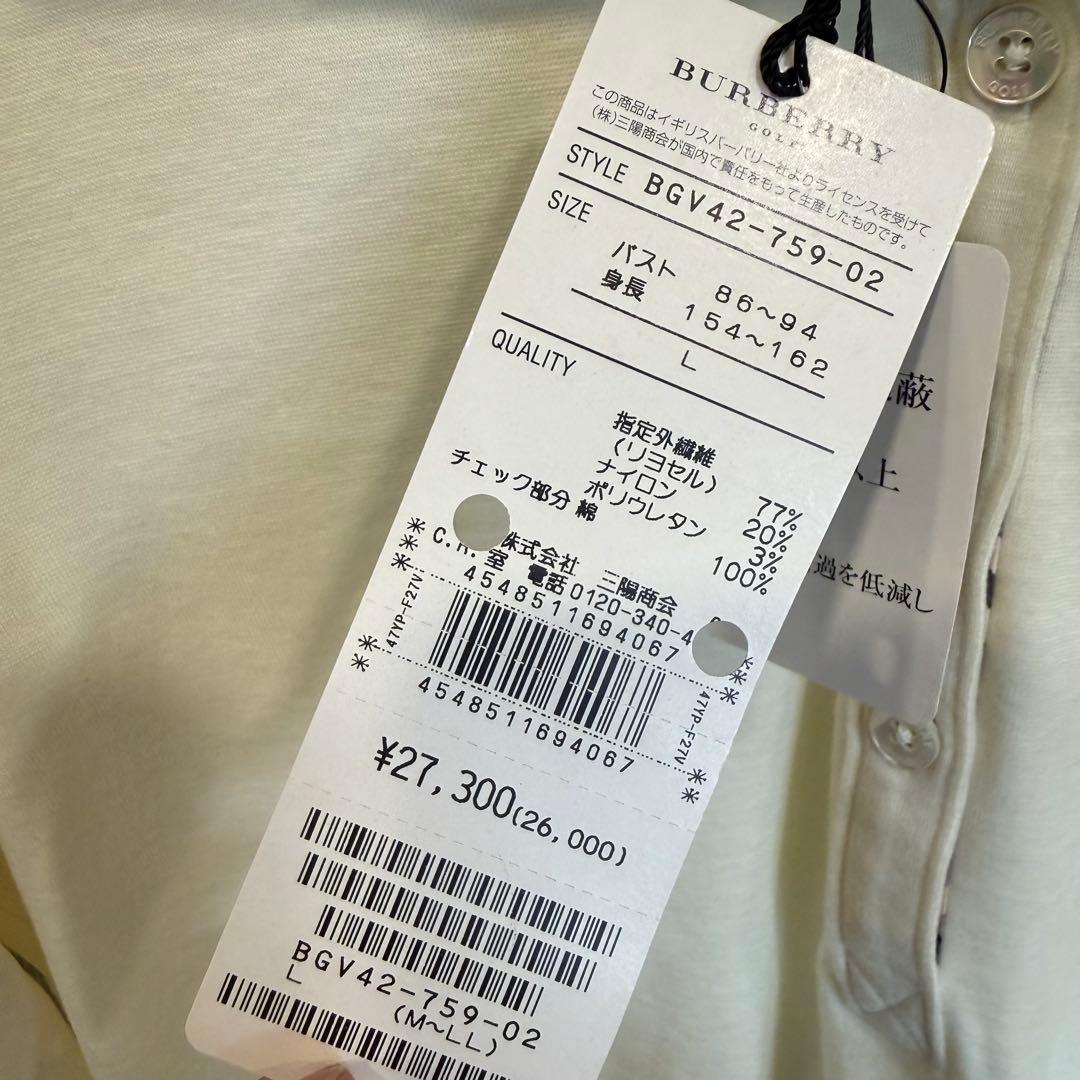 BURBERRY
GOLF
この商品はイギリスバーバリー社よりライセンスを受けて
(株)三陽商会が国内で責任をもって生産したものです。
STYLE BGV42-759-02
SIZE
バスト 86~94
身長 154~162
L
QUALITY
指定外繊維
(リヨセル) 77%
ナイロン 20%
ポリウレタン 3%
チェック部分 綿 100%
株式会社 三陽商会
室 電話0120-340-4
4548511694067
47YP-F27V
47YP-F27V
4548511694067
¥27,300(26,000)
BGV42-759-02
L
(M~LL)
蔽
上
過を低減し
GOLF